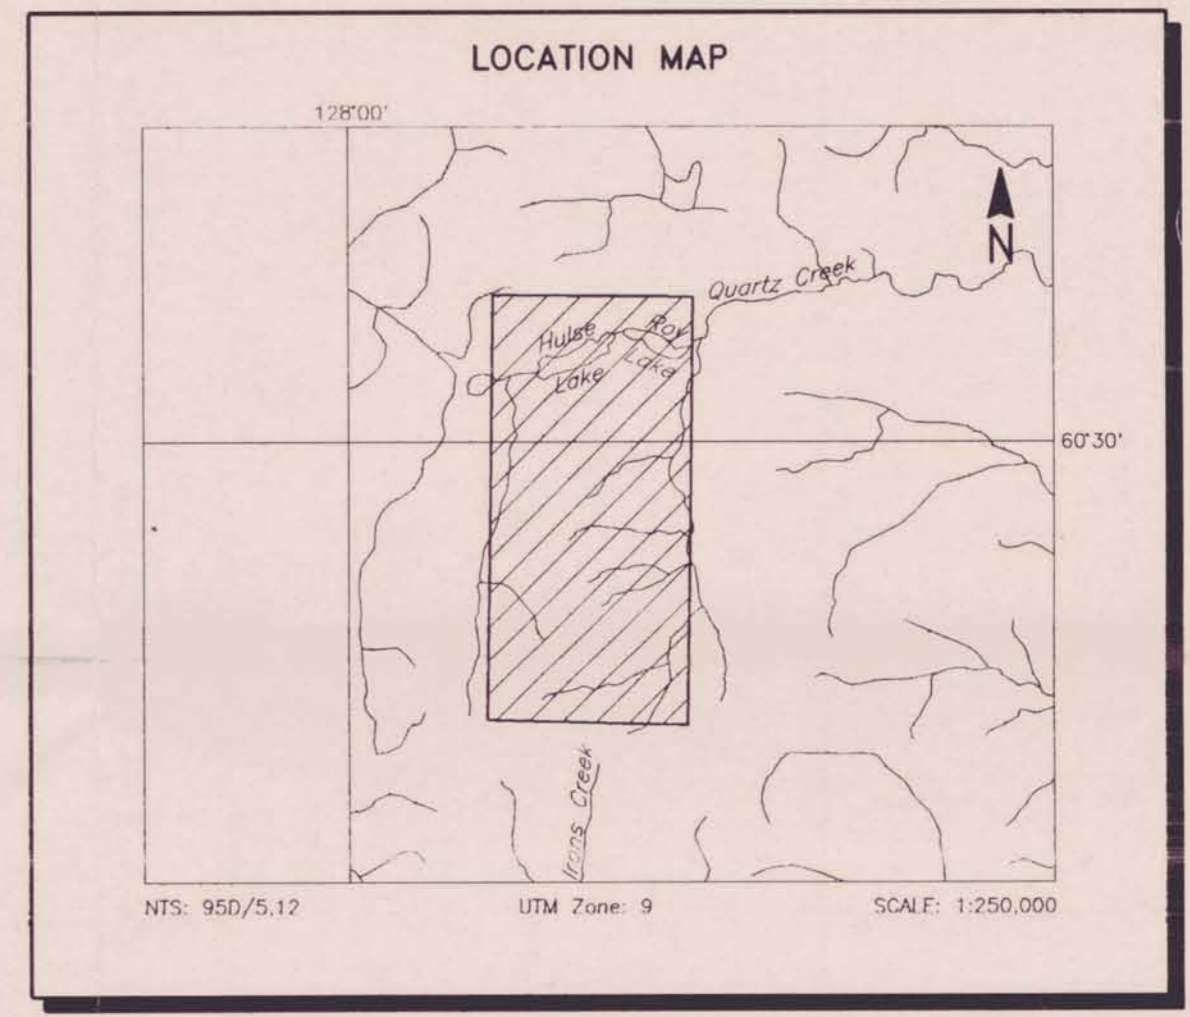 LOCATION MAP
128°00'
N
Quartz Creek
Hulse
Lake
Roy
Lake
60°30'
Irons Creek
NTS: 95D/5,12
UTM Zone: 9
SCALE: 1:250,000